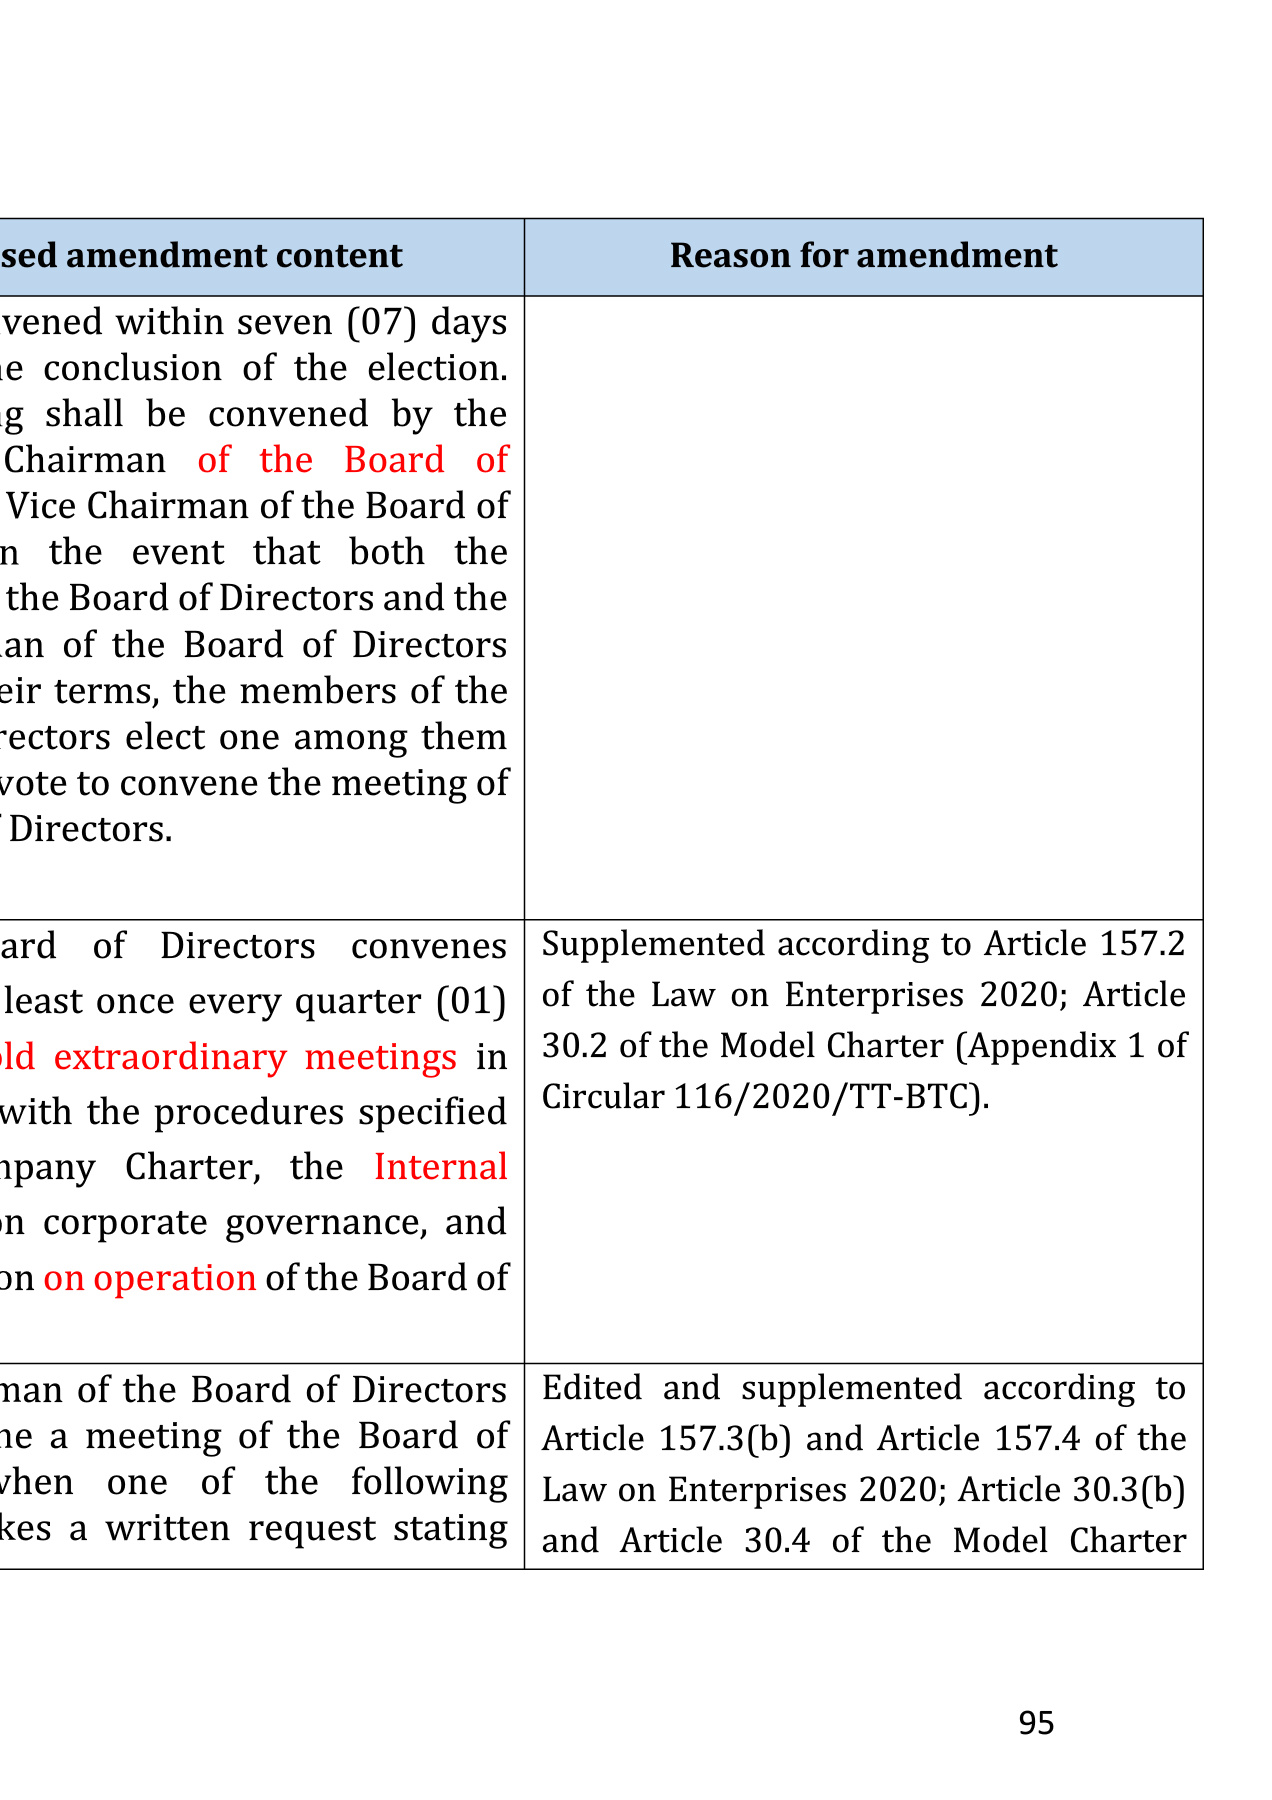 sed amendment content
Reason for amendment
vened within seven (07) days
e conclusion of the election.
g shall be convened by the
Chairman of the Board of
Vice Chairman of the Board of
n the event that both the
the Board of Directors and the
an of the Board of Directors
eir terms, the members of the
rectors elect one among them
vote to convene the meeting of
f Directors.
ard of Directors convenes
least once every quarter (01)
old extraordinary meetings in
with the procedures specified
mpany Charter, the Internal
on corporate governance, and
on on operation of the Board of
Supplemented according to Article 157.2
of the Law on Enterprises 2020; Article
30.2 of the Model Charter (Appendix 1 of
Circular 116/2020/TT-BTC).
man of the Board of Directors
ne a meeting of the Board of
when one of the following
kes a written request stating
Edited and supplemented according to
Article 157.3(b) and Article 157.4 of the
Law on Enterprises 2020; Article 30.3(b)
and Article 30.4 of the Model Charter
95